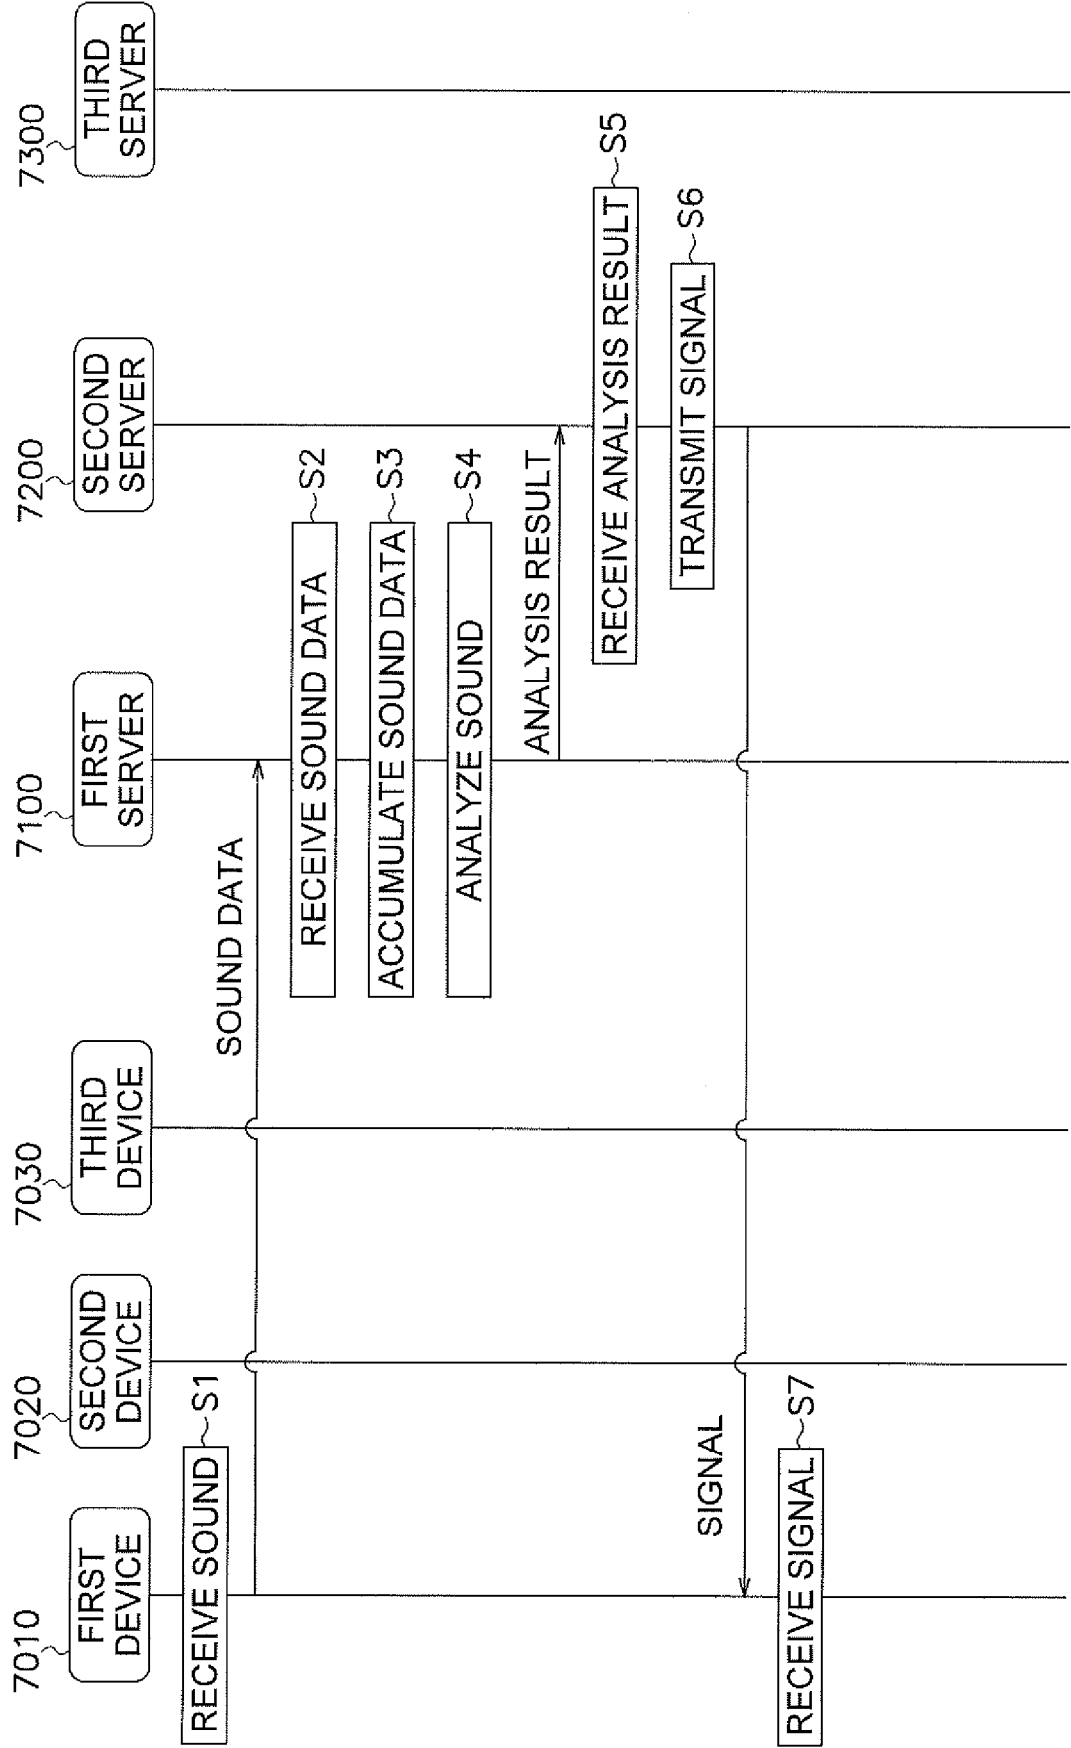 7010
FIRST
DEVICE
7020
SECOND
DEVICE
7030
THIRD
DEVICE
7100
FIRST
SERVER
7200
SECOND
SERVER
7300
THIRD
SERVER
RECEIVE SOUND
S1
SOUND DATA
RECEIVE SOUND DATA
S2
ACCUMULATE SOUND DATA
S3
ANALYZE SOUND
S4
ANALYSIS RESULT
RECEIVE ANALYSIS RESULT
S5
TRANSMIT SIGNAL
S6
SIGNAL
RECEIVE SIGNAL
S7